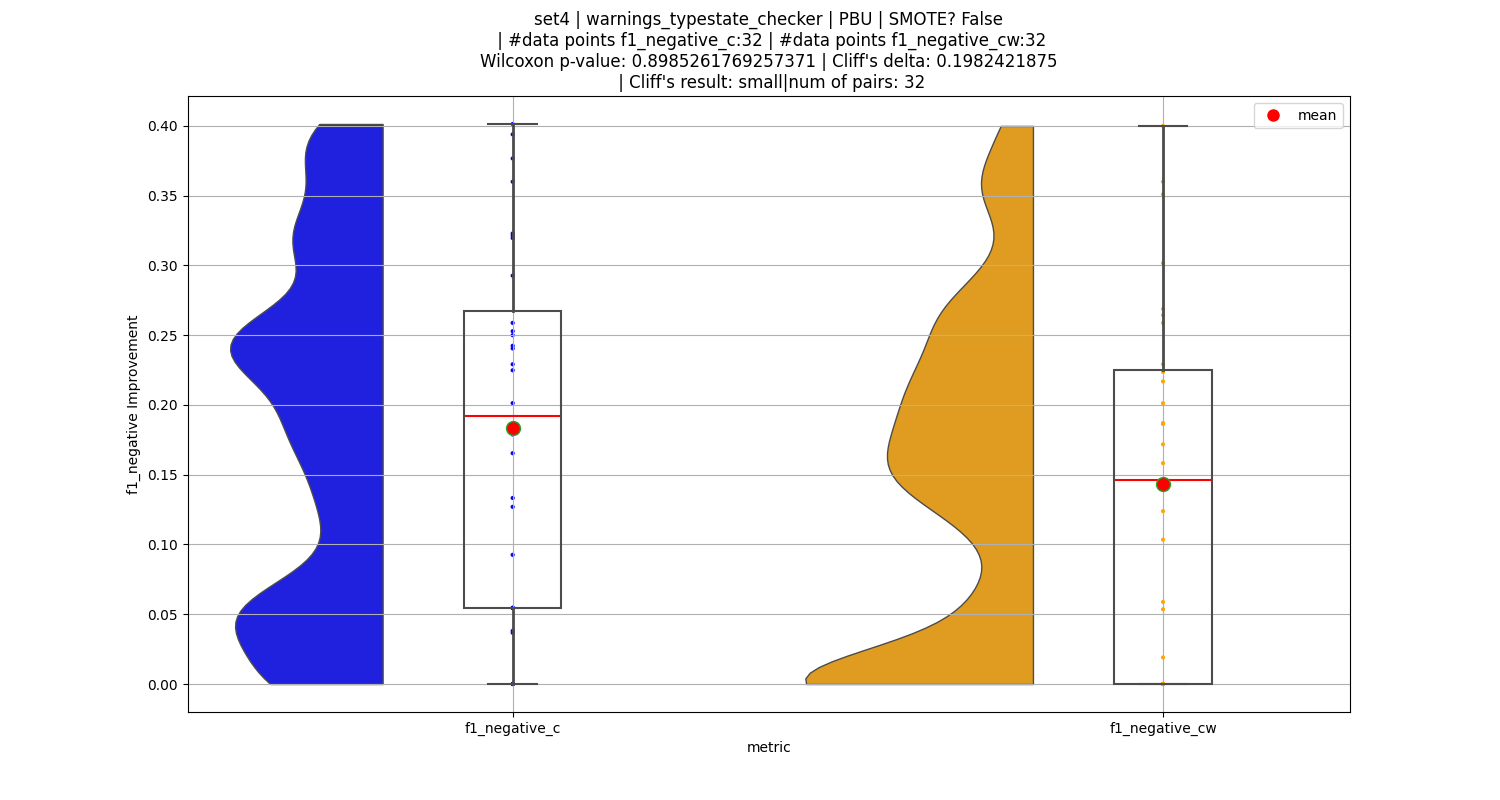 set4 | warnings_typestate_checker | PBU | SMOTE? False
| #data points f1_negative_c:32 | #data points f1_negative_cw:32
Wilcoxon p-value: 0.8985261769257371 | Cliff's delta: 0.1982421875
| Cliff's result: small|num of pairs: 32
mean
0.40
0.35
0.30
0.25
0.20
0.15
0.10
0.05
0.00
f1_negative Improvement
f1_negative_c
f1_negative_cw
metric